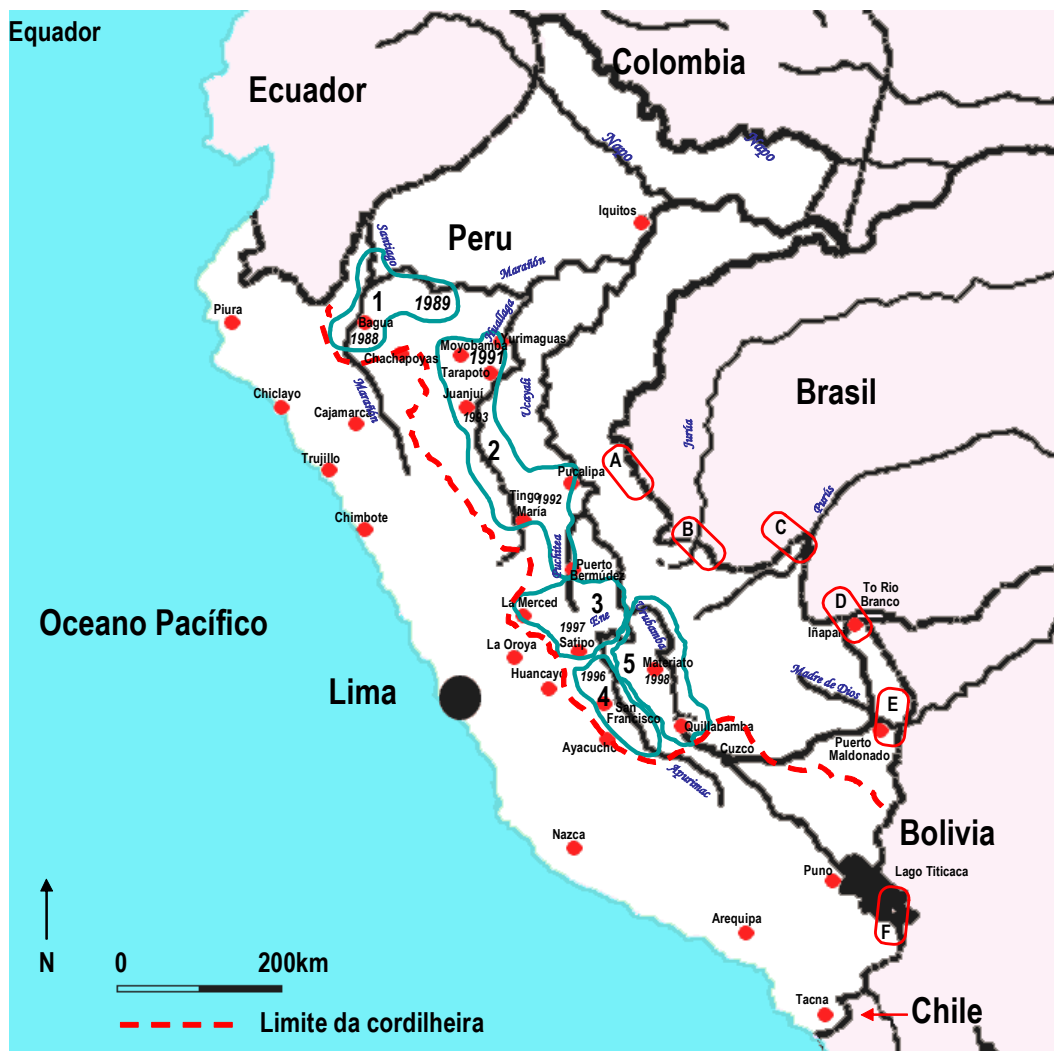 Equador
Colombia
Ecuador
Napo
Napo
Iquitos
Peru
Santiago
Marañón
1
1989
Piura
Bagua
1988
Huallaga
Yurimaguas
Moyobamba
1991
Chachapoyas
Tarapoto
Marañón
Juanjuí
1993
Ucayali
Brasil
Chiclayo
Cajamarca
Juruá
2
Trujillo
A
Pucalipa
Purús
Tingo
María
1992
Chimbote
B
C
Puchitea
Puerto
Bermúdez
To Rio
Branco
D
La Merced
3
Ene
1997
Urubamba
Iñapari
Oceano Pacífico
La Oroya
Satipo
5
Materiato
1998
Huancayo
1996
4
Madre de Dios
Lima
San
Francisco
E
Quillabamba
Puerto
Maldonado
Ayacucho
Cuzco
Apurimac
Bolivia
Nazca
Puno
Lago Titicaca
Arequipa
F
N
0
200km
Tacna
Chile
Limite da cordilheira